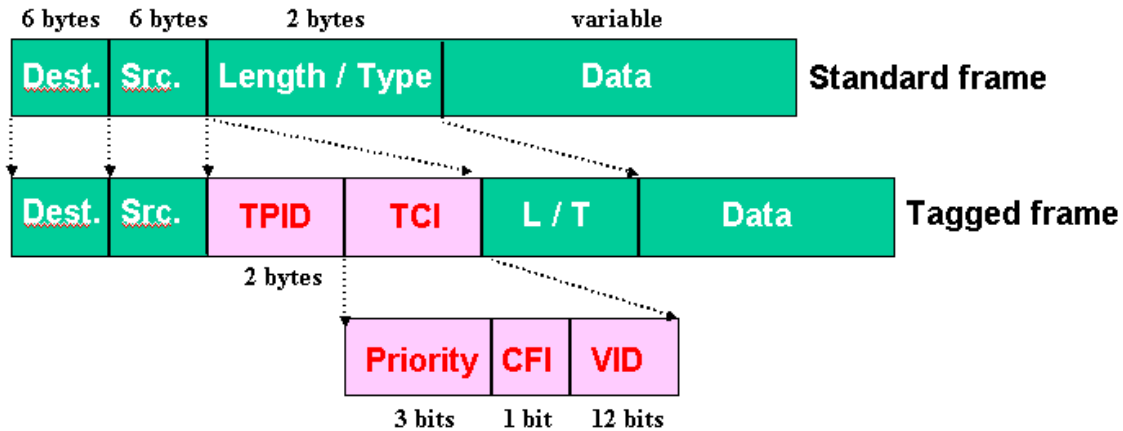 6 bytes 6 bytes 2 bytes variable
Dest. Src. Length / Type Data Standard frame
Dest. Src. TPID TCI L / T Data Tagged frame
2 bytes
Priority CFI VID
3 bits 1 bit 12 bits